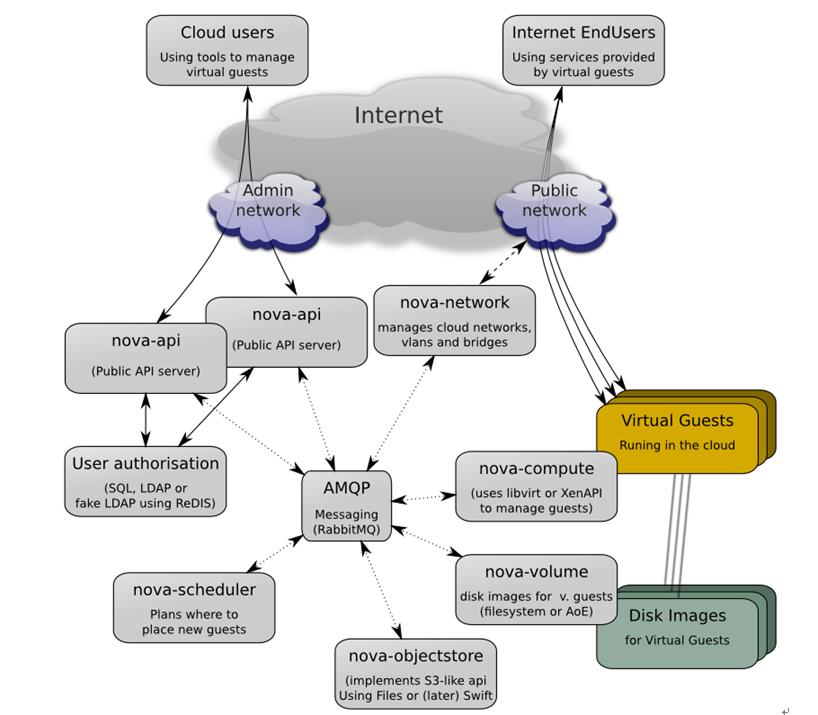 Cloud users
Using tools to manage
virtual guests
Internet EndUsers
Using services provided
by virtual guests
Internet
Admin
network
Public
network
nova-api
(Public API server)
nova-api
(Public API server)
nova-network
manages cloud networks,
vlans and bridges
Virtual Guests
Runing in the cloud
User authorisation
(SQL, LDAP or
fake LDAP using ReDIS)
AMQP
Messaging
(RabbitMQ)
nova-compute
(uses libvirt or XenAPI
to manage guests)
nova-scheduler
Plans where to
place new guests
nova-volume
disk images for v. guests
(filesystem or AoE)
Disk Images
for Virtual Guests
nova-objectstore
(implements S3-like api
Using Files or (later) Swift